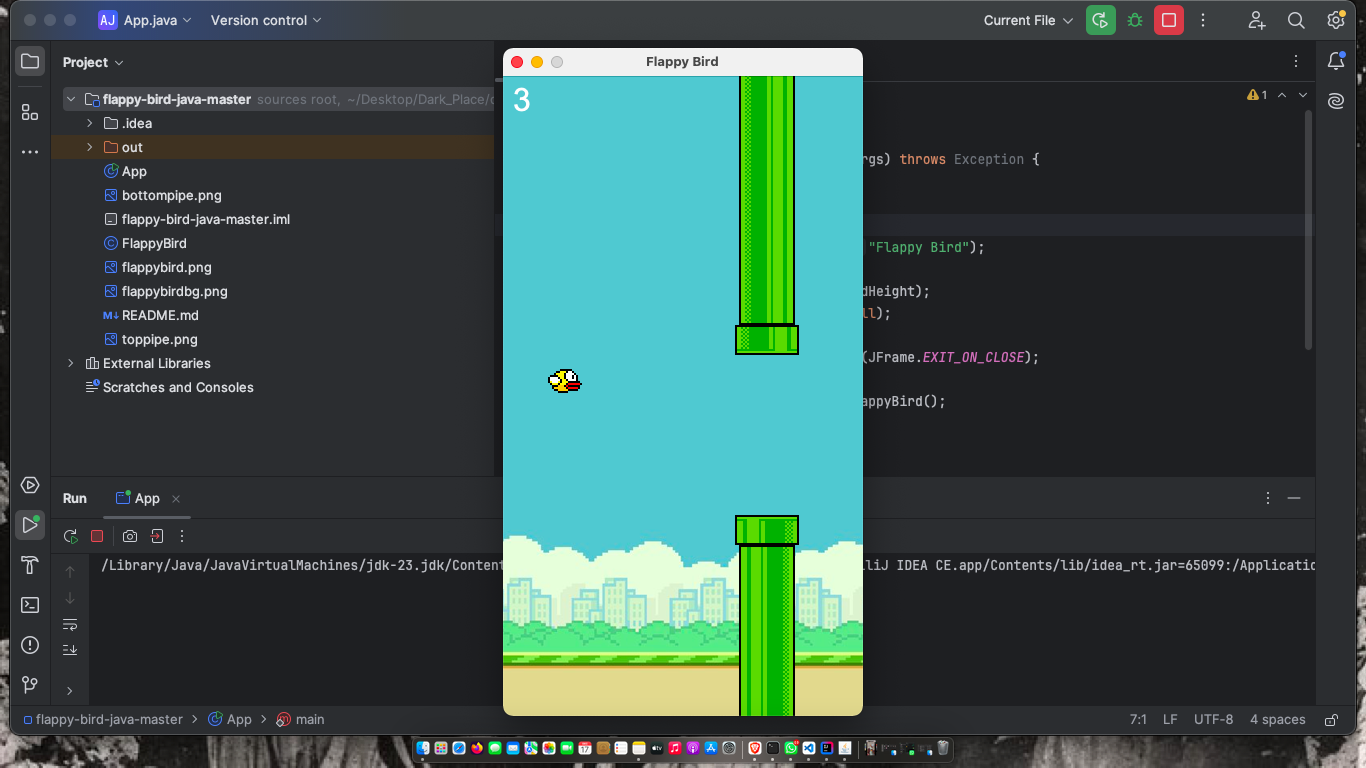 AJ App.java Version control Current File
Project
flappy-bird-java-master sources root, ~/Desktop/Dark_Place/
.idea
out
App
bottompipe.png
flappy-bird-java-master.iml
FlappyBird
flappybird.png
flappybirdbg.png
M↓ README.md
toppipe.png
External Libraries
Scratches and Consoles
Flappy Bird
3
1
rgs) throws Exception {
"Flappy Bird");
dHeight);
ll);
(JFrame.EXIT_ON_CLOSE);
appyBird();
Run App
/Library/Java/JavaVirtualMachines/jdk-23.jdk/Content
lliJ IDEA CE.app/Contents/lib/idea_rt.jar=65099:/Applicatio
flappy-bird-java-master App main
7:1 LF UTF-8 4 spaces